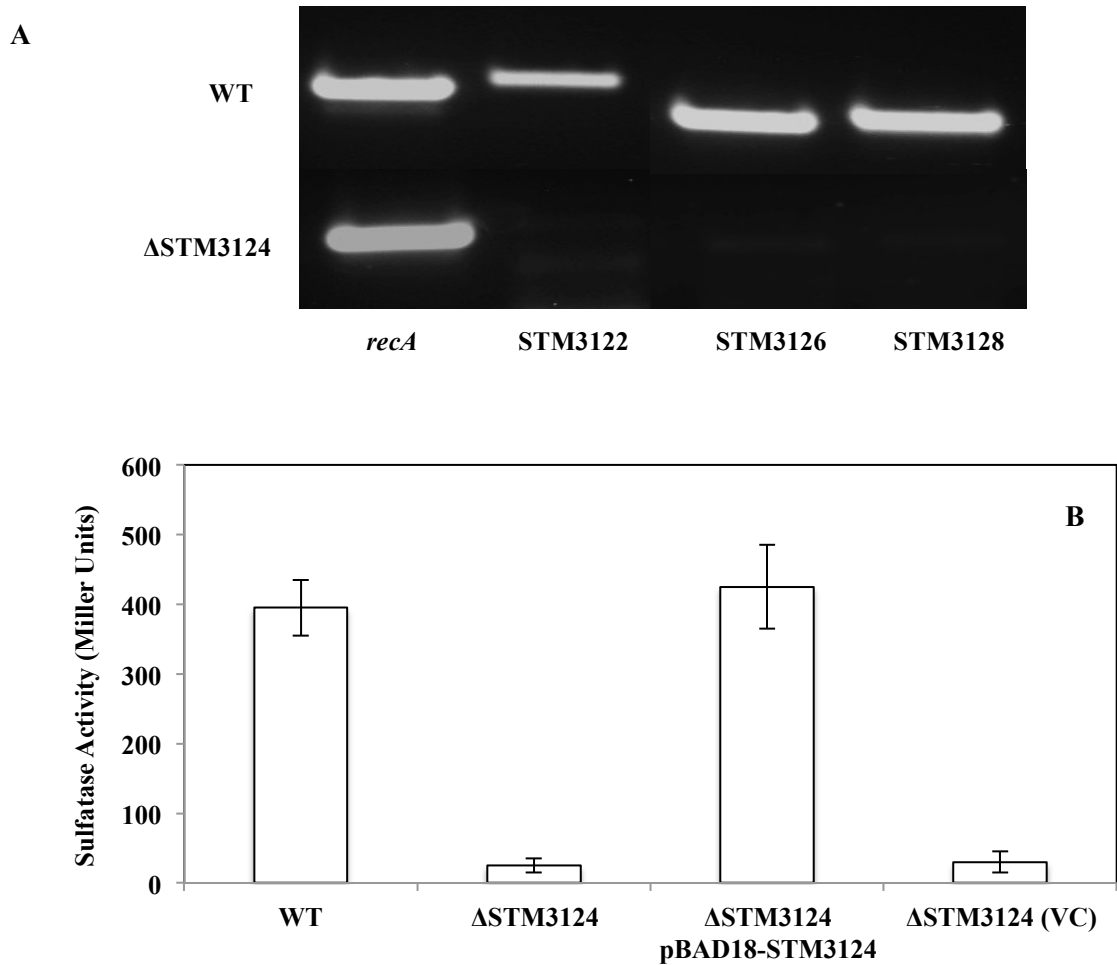 A
WT
ΔSTM3124
recA STM3122 STM3126 STM3128
B
Sulfatase Activity (Miller Units)
600
500
400
300
200
100
0
WT ΔSTM3124 ΔSTM3124 ΔSTM3124 (VC)
pBAD18-STM3124